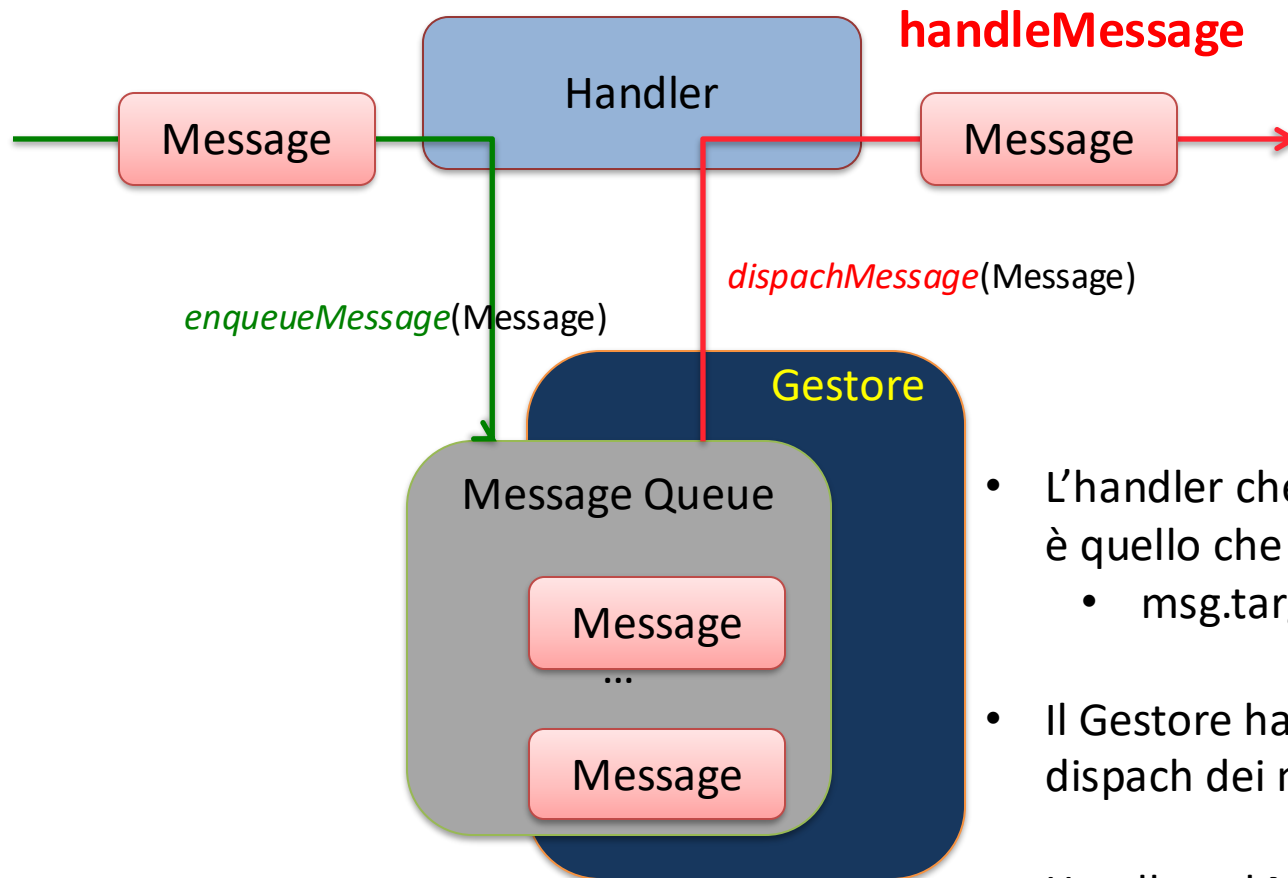 handleMessage
Handler
Message
Message
dispachMessage(Message)
enqueueMessage(Message)
Gestore
Message Queue
Message
...
Message
• L'handler che
è quello che
• msg.tar
• Il Gestore ha
dispach dei